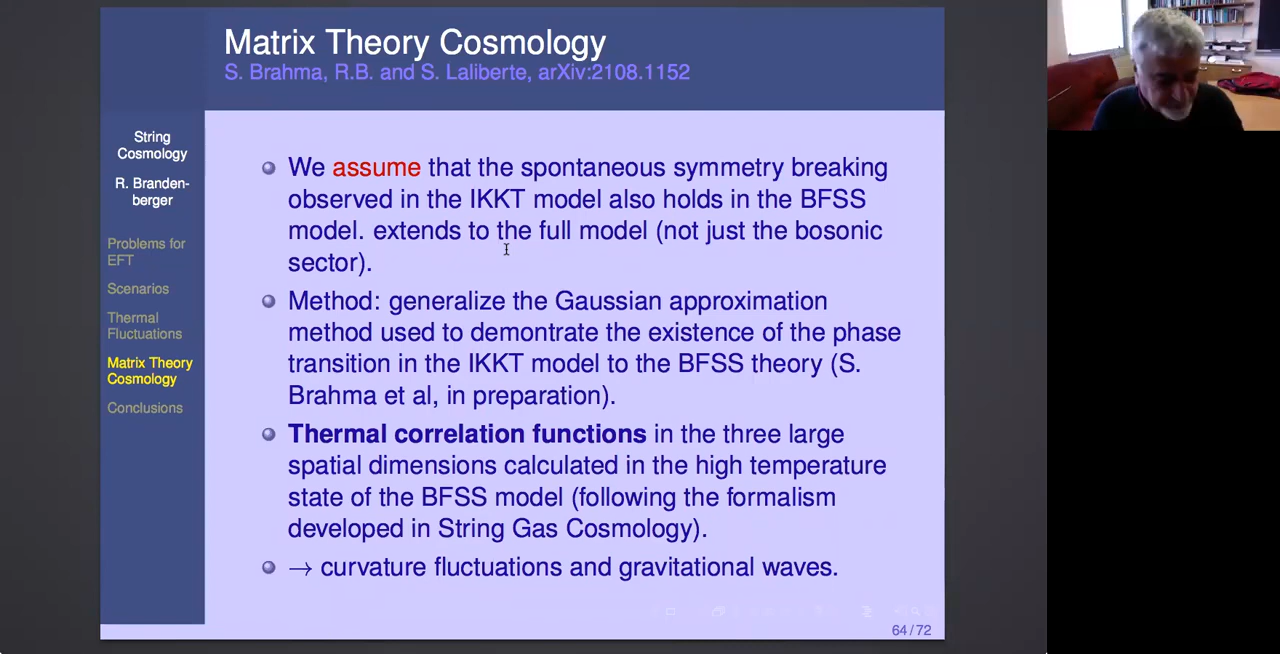 Matrix Theory Cosmology
S. Brahma, R.B. and S. Laliberte, arXiv:2108.1152
String
Cosmology
R. Branden-
berger
Problems for
EFT
Scenarios
Thermal
Fluctuations
Matrix Theory
Cosmology
Conclusions
We assume that the spontaneous symmetry breaking
observed in the IKKT model also holds in the BFSS
model. extends to the full model (not just the bosonic
sector).
Method: generalize the Gaussian approximation
method used to demontrate the existence of the phase
transition in the IKKT model to the BFSS theory (S.
Brahma et al, in preparation).
Thermal correlation functions in the three large
spatial dimensions calculated in the high temperature
state of the BFSS model (following the formalism
developed in String Gas Cosmology).
→ curvature fluctuations and gravitational waves.
64/72